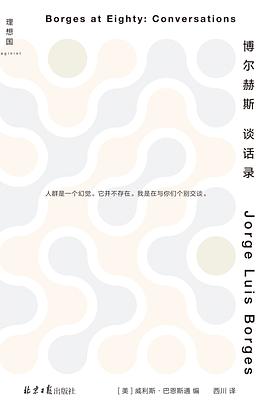 Borges at Eighty: Conversations
理想国
imaginist
博尔赫斯 谈话录
人群是一个幻觉。它并不存在。我是在与你们个别交谈。
Jorge Luis Borges
北京日报出版社
[美] 威利斯·巴恩斯通 编
西川 译